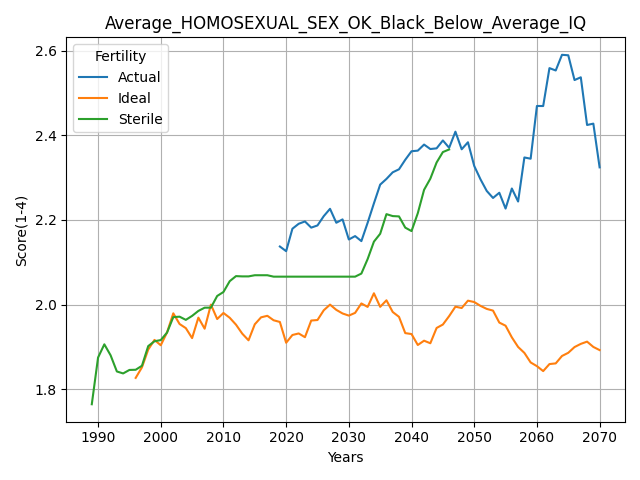 Average_HOMOSEXUAL_SEX_OK_Black_Below_Average_IQ
Fertility
Actual
Ideal
Sterile
Score(1-4)
2.6
2.4
2.2
2.0
1.8
1990 2000 2010 2020 2030 2040 2050 2060 2070
Years